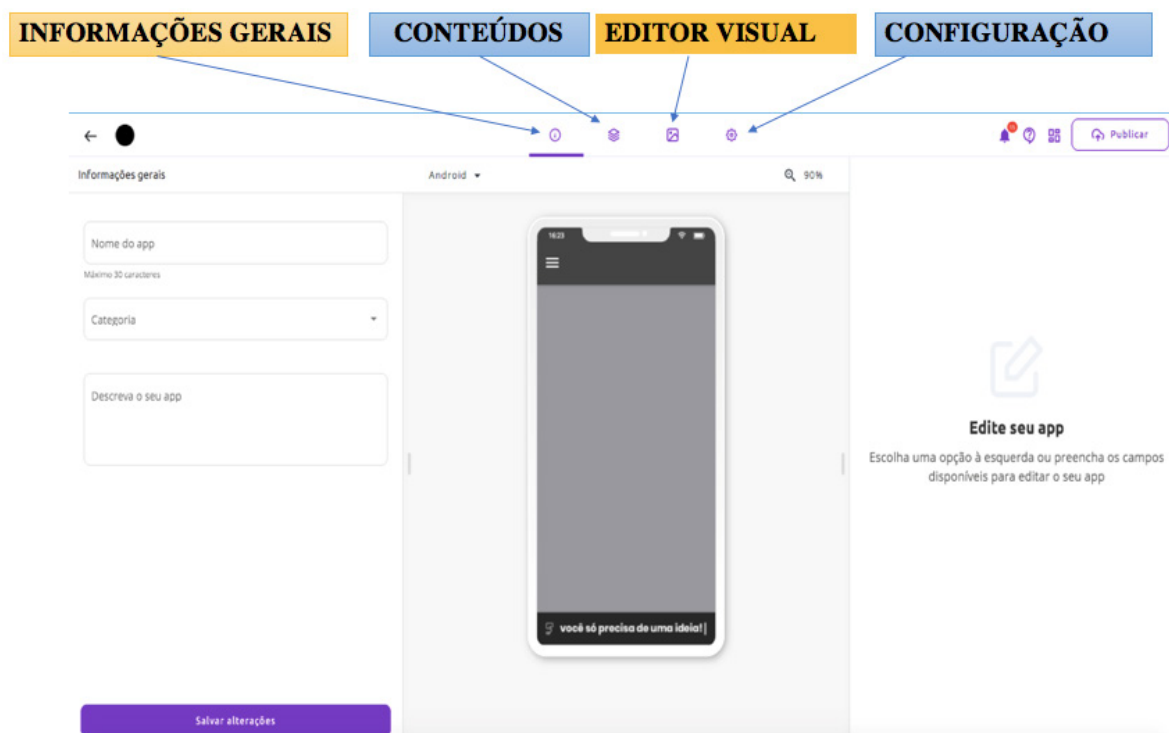 INFORMAÇÕES GERAIS
CONTEÚDOS
EDITOR VISUAL
CONFIGURAÇÃO
Publicar
Informações gerais
Android
90%
Nome do app
Máximo 30 caracteres
Categoria
Descreva o seu app
16:23
você só precisa de uma ideia!
Edite seu app
Escolha uma opção à esquerda ou preencha os campos
disponíveis para editar o seu app
Salvar alterações